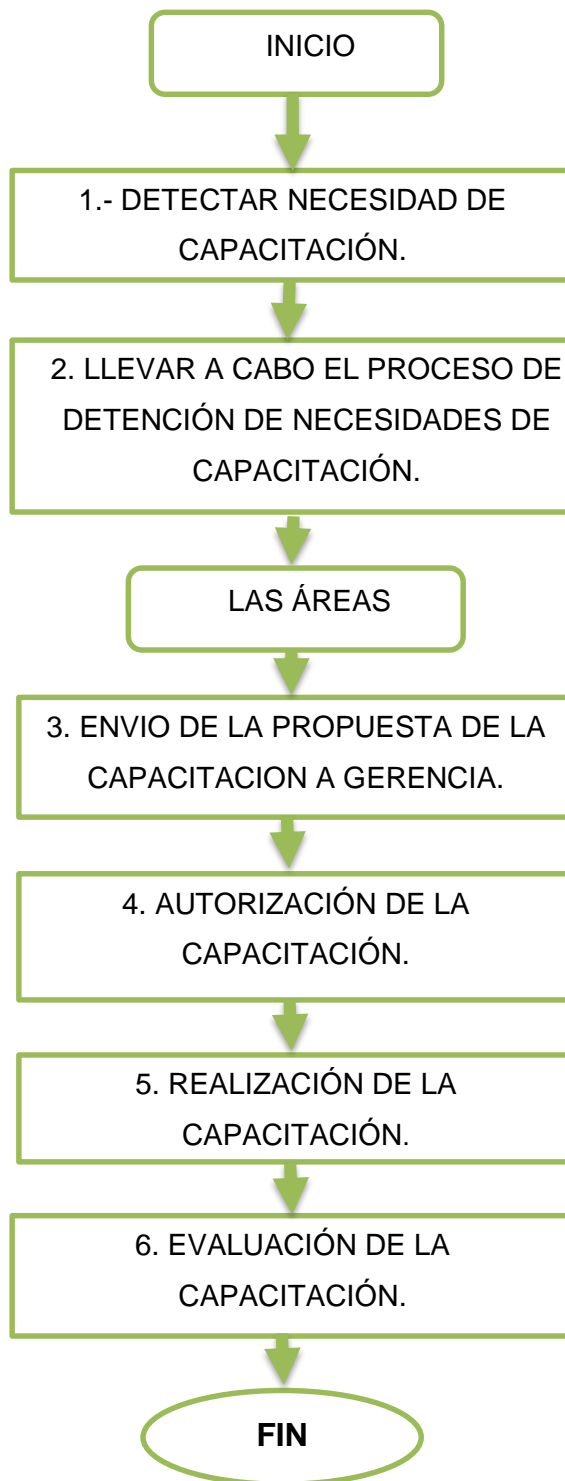 INICIO
1.- DETECTAR NECESIDAD DE
CAPACITACIÓN.
2. LLEVAR A CABO EL PROCESO DE
DETENCIÓN DE NECESIDADES DE
CAPACITACIÓN.
LAS ÁREAS
3. ENVIO DE LA PROPUESTA DE LA
CAPACITACION A GERENCIA.
4. AUTORIZACIÓN DE LA
CAPACITACIÓN.
5. REALIZACIÓN DE LA
CAPACITACIÓN.
6. EVALUACIÓN DE LA
CAPACITACIÓN.
FIN